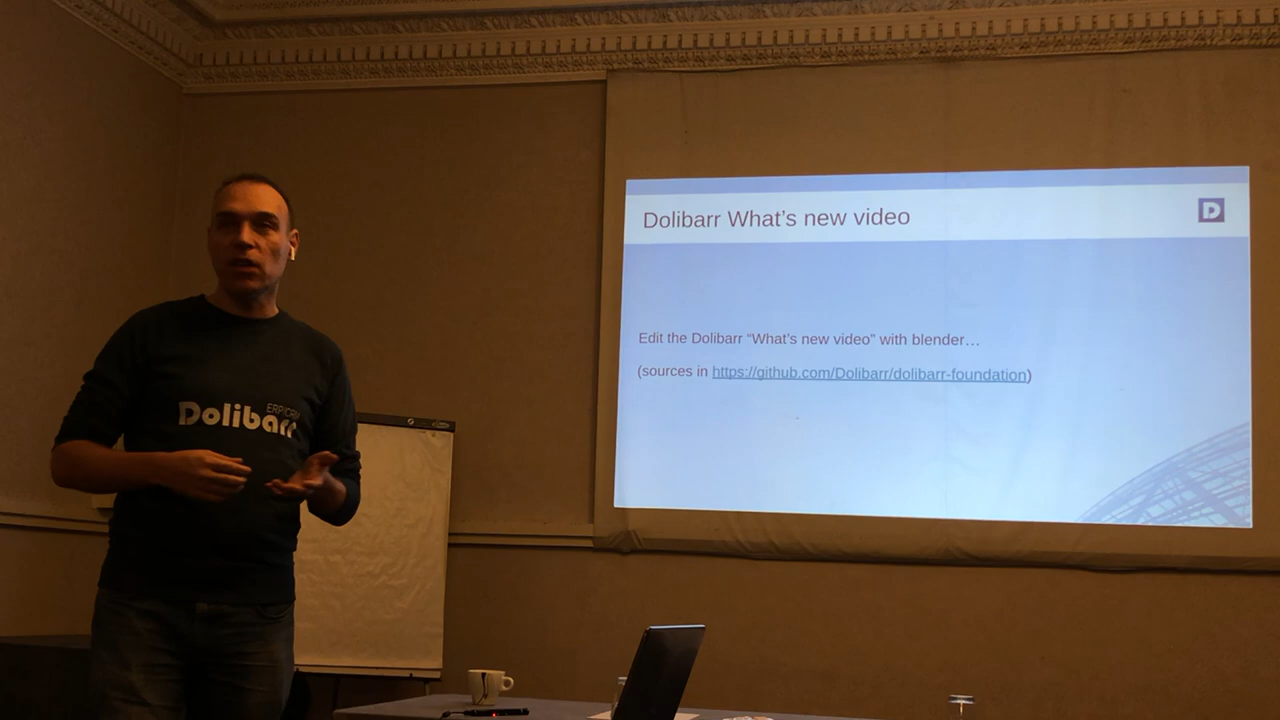 Dolibarr What's new video
D
Edit the Dolibarr “What's new video” with blender…
(sources in https://github.com/Dolibarr/dolibarr-foundation)
ERP/CRM
Dolibarr